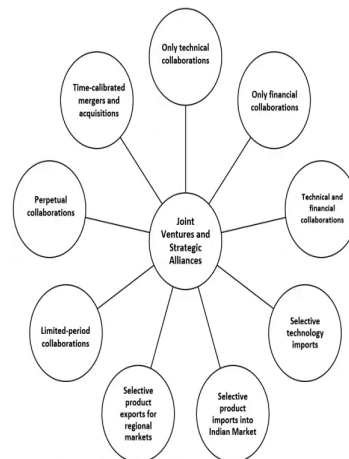 Only technical
collaborations
Only financial
collaborations
Technical and
financial
collaborations
Selective
technology
imports
Selective
product
imports into
Indian Market
Selective
product
exports for
regional
markets
Limited-period
collaborations
Perpetual
collaborations
Time-calibrated
mergers and
acquisitions
Joint
Ventures and
Strategic
Alliances